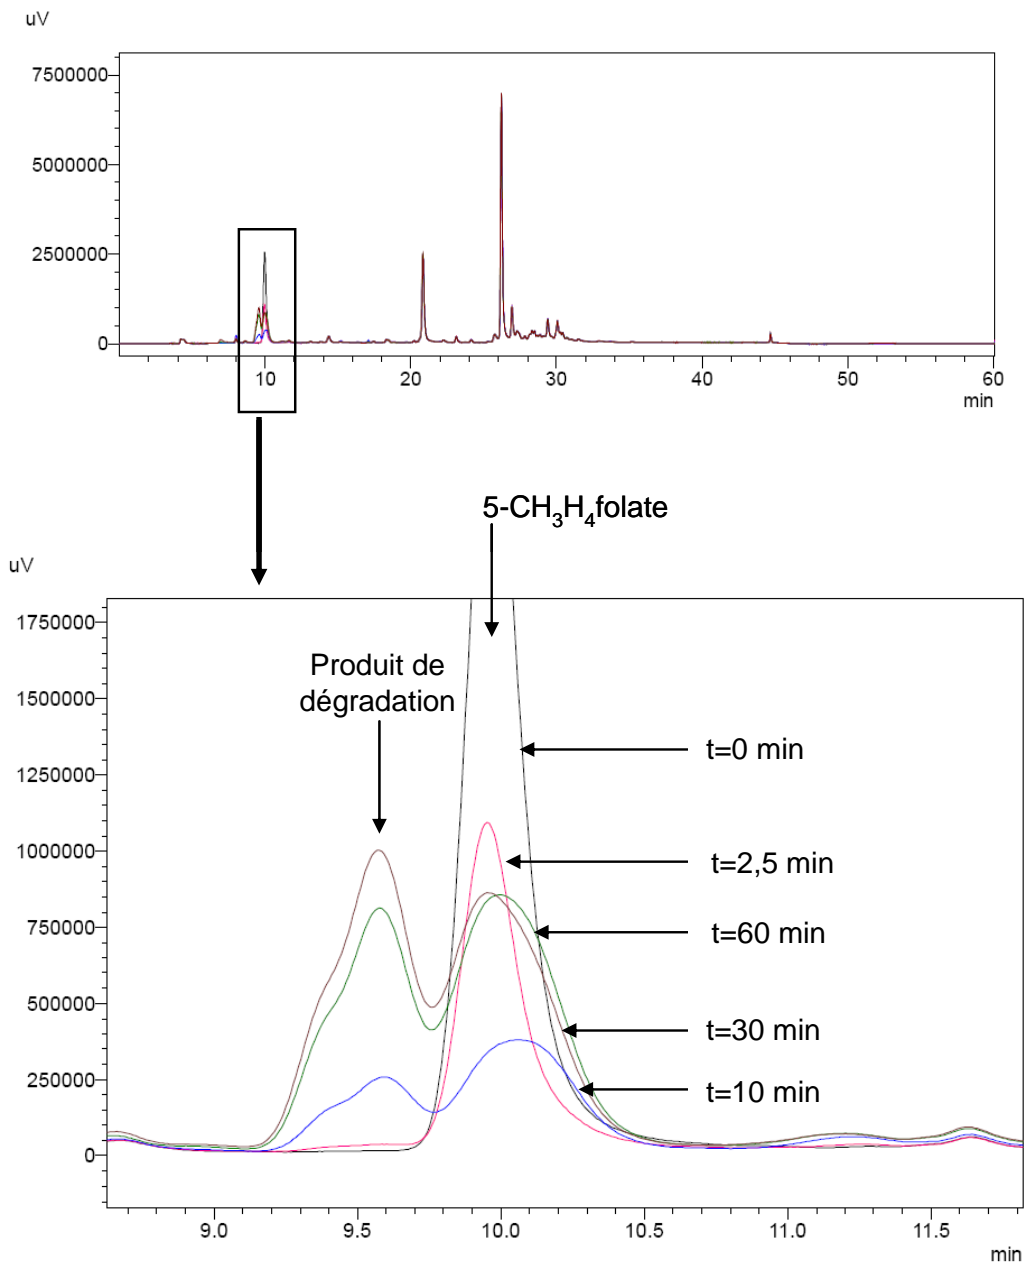 uV
7500000
5000000
2500000
0
10 20 30 40 50 60
min
5-CH₃H₄folate
uV
1750000
1500000
1250000
1000000
750000
500000
250000
0
Produit de
dégradation
t=0 min
t=2,5 min
t=60 min
t=30 min
t=10 min
9.0 9.5 10.0 10.5 11.0 11.5
min